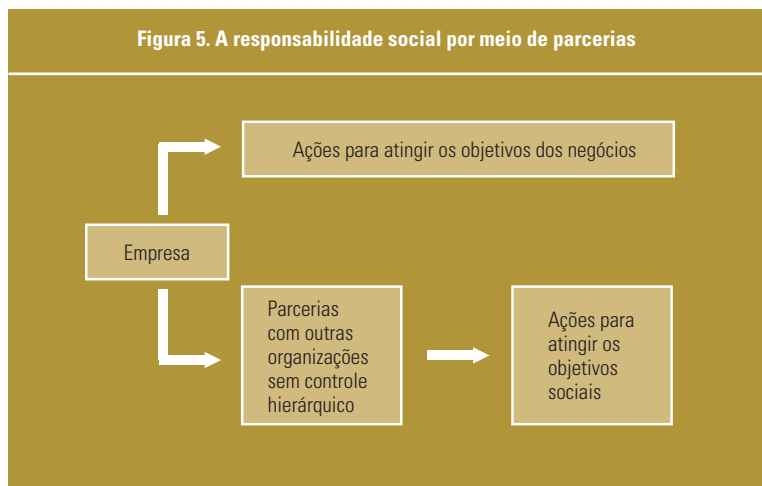 Figura 5. A responsabilidade social por meio de parcerias
Ações para atingir os objetivos dos negócios
Empresa
Parcerias
com outras
organizações
sem controle
hierárquico
Ações para
atingir os
objetivos
sociais